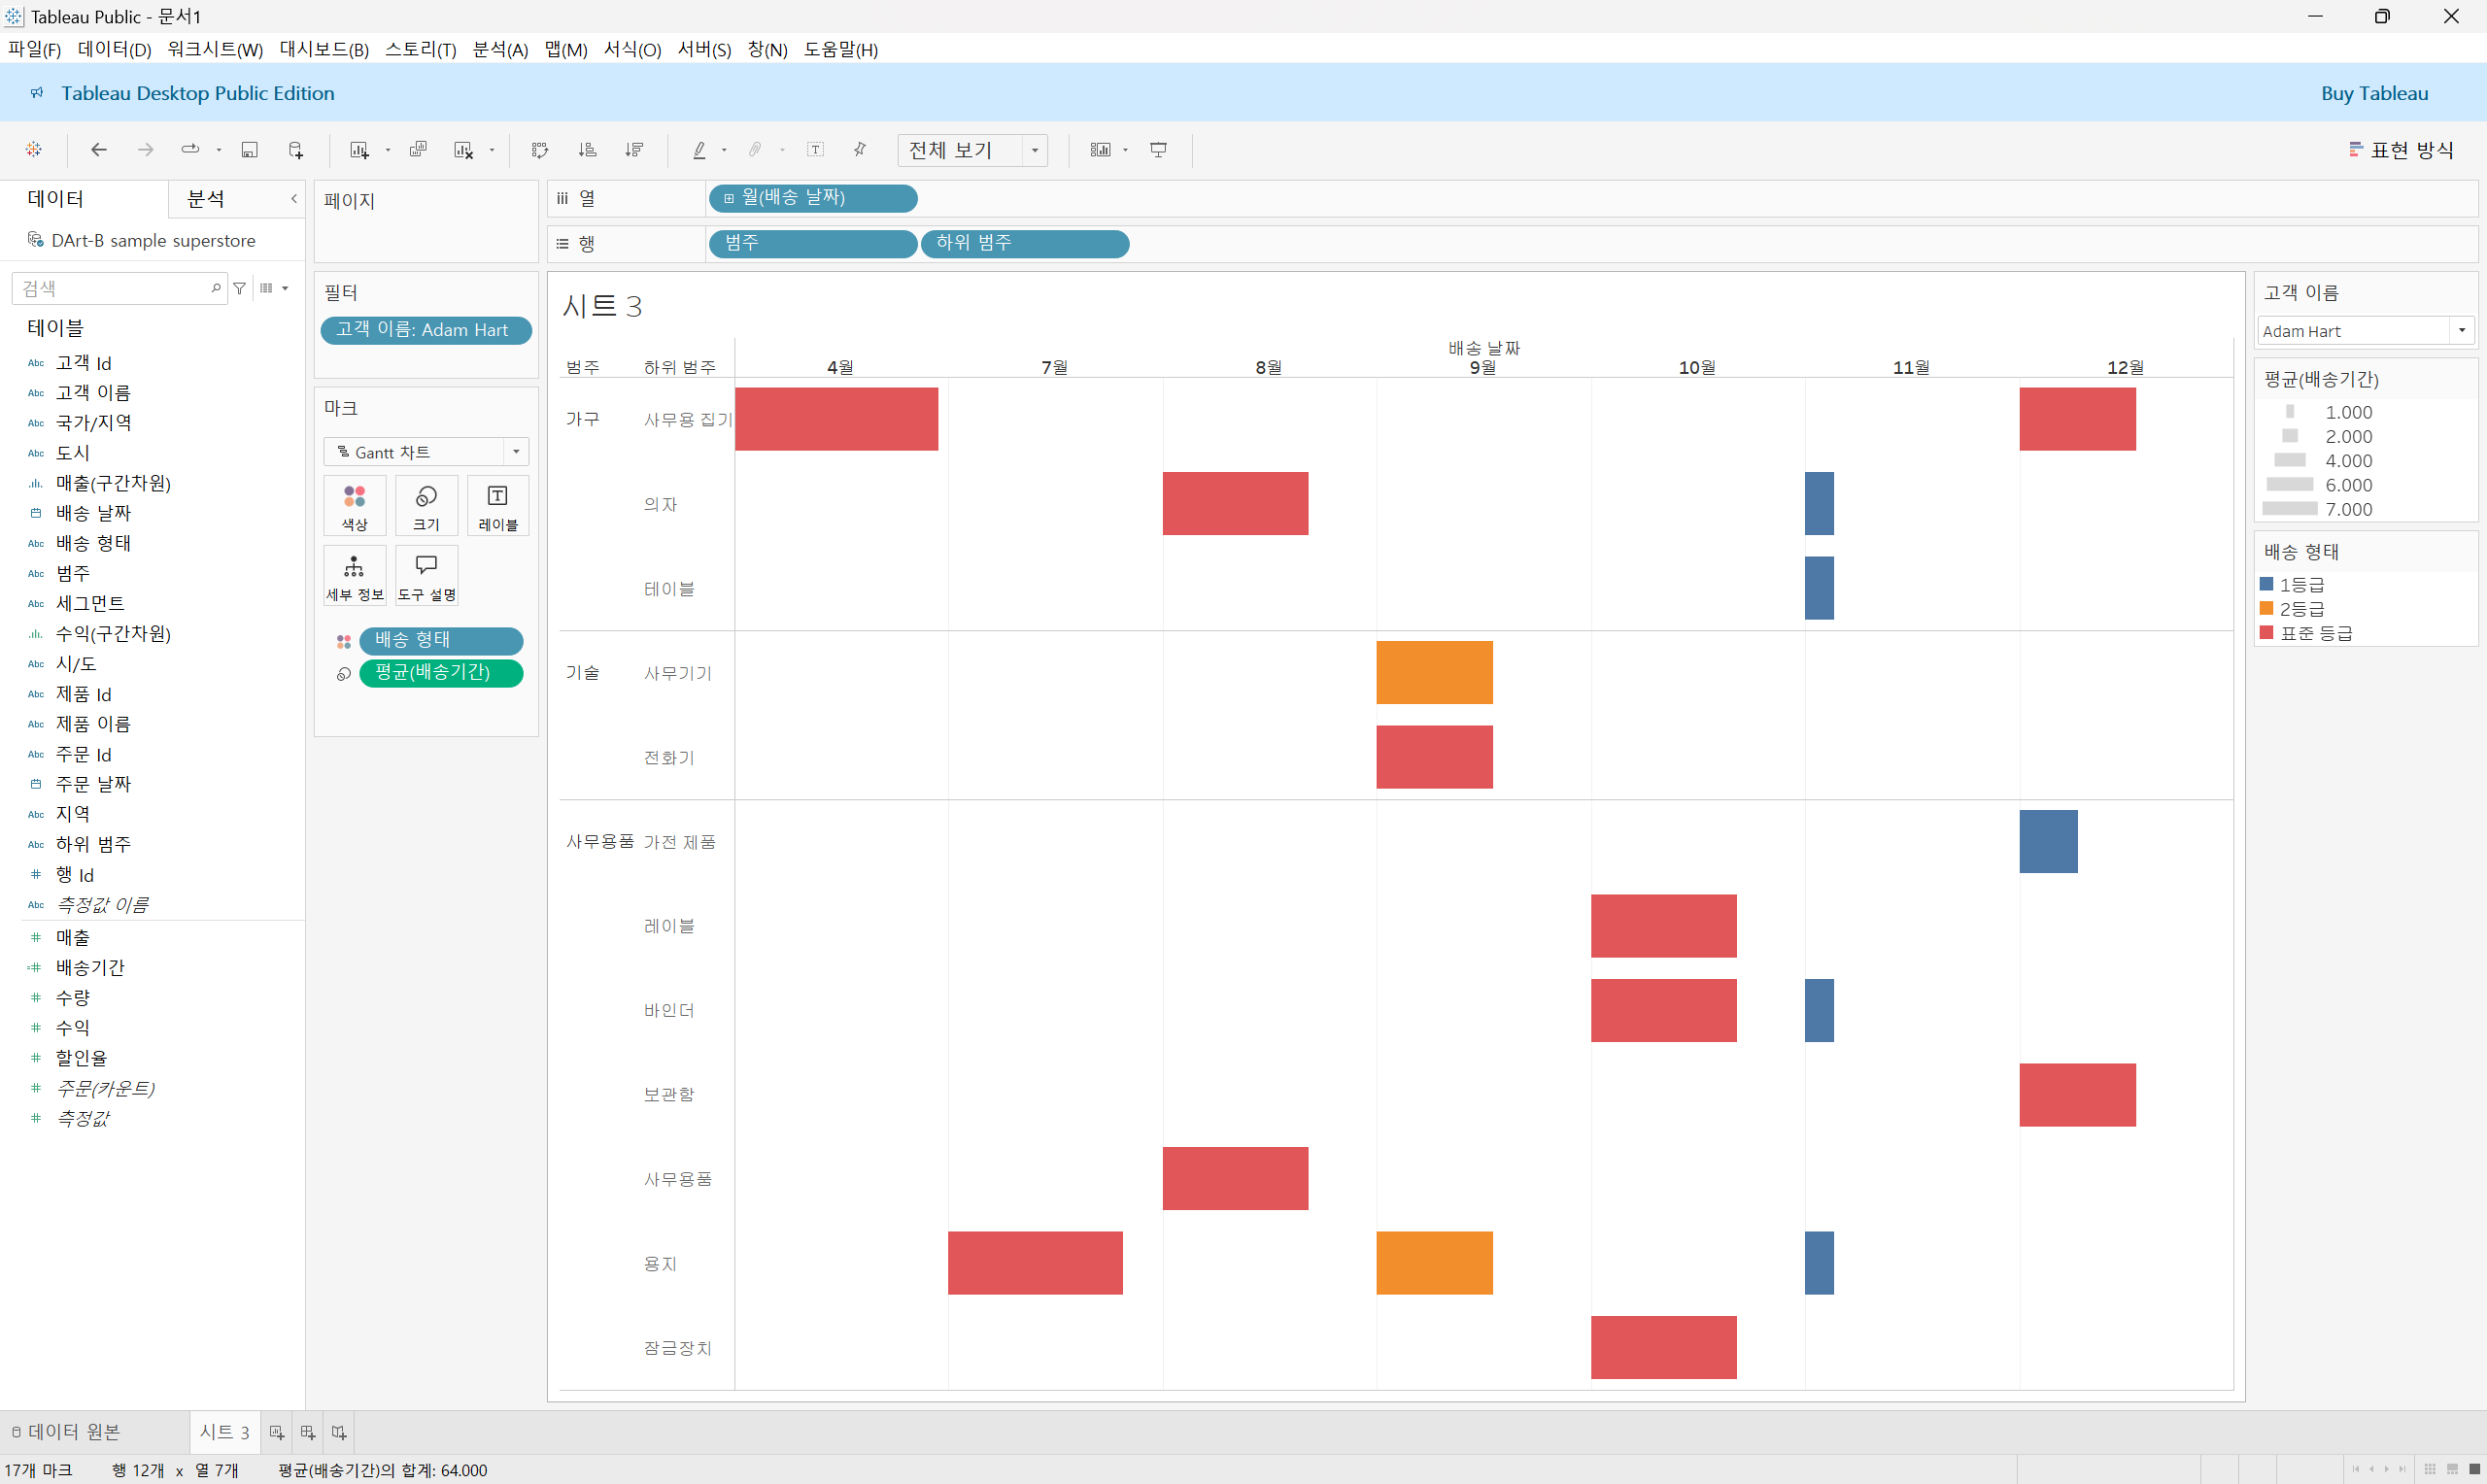 Tableau Public - 문서1
파일(F) 데이터(D) 워크시트(W) 대시보드(B) 스토리(T) 분석(A) 맵(M) 서식(O) 서버(S) 창(N) 도움말(H)
Tableau Desktop Public Edition
Buy Tableau
전체 보기
표현 방식
데이터
분석
DArt-B sample superstore
검색
테이블
Abc 고객 Id
Abc 고객 이름
Abc 국가/지역
Abc 도시
매출(구간차원)
배송 날짜
Abc 배송 형태
Abc 범주
Abc 세그먼트
수익(구간차원)
Abc 시/도
Abc 제품 Id
Abc 제품 이름
Abc 주문 Id
주문 날짜
Abc 지역
Abc 하위 범주
# 행 Id
Abc 측정값 이름
# 매출
=# 배송기간
# 수량
# 수익
# 할인율
# 주문(카운트)
# 측정값
페이지
필터
고객 이름: Adam Hart
마크
Gantt 차트
색상
크기
레이블
세부 정보
도구 설명
배송 형태
평균(배송기간)
열
월(배송 날짜)
행
범주
하위 범주
시트 3
배송 날짜
범주 하위 범주 4월 7월 8월 9월 10월 11월 12월
가구 사무용 집기
의자
테이블
기술 사무기기
전화기
사무용품 가전 제품
레이블
바인더
보관함
사무용품
용지
잠금장치
고객 이름
Adam Hart
평균(배송기간)
1.000
2.000
4.000
6.000
7.000
배송 형태
1등급
2등급
표준 등급
데이터 원본
시트 3
17개 마크 행 12개 x 열 7개 평균(배송기간)의 합계: 64.000